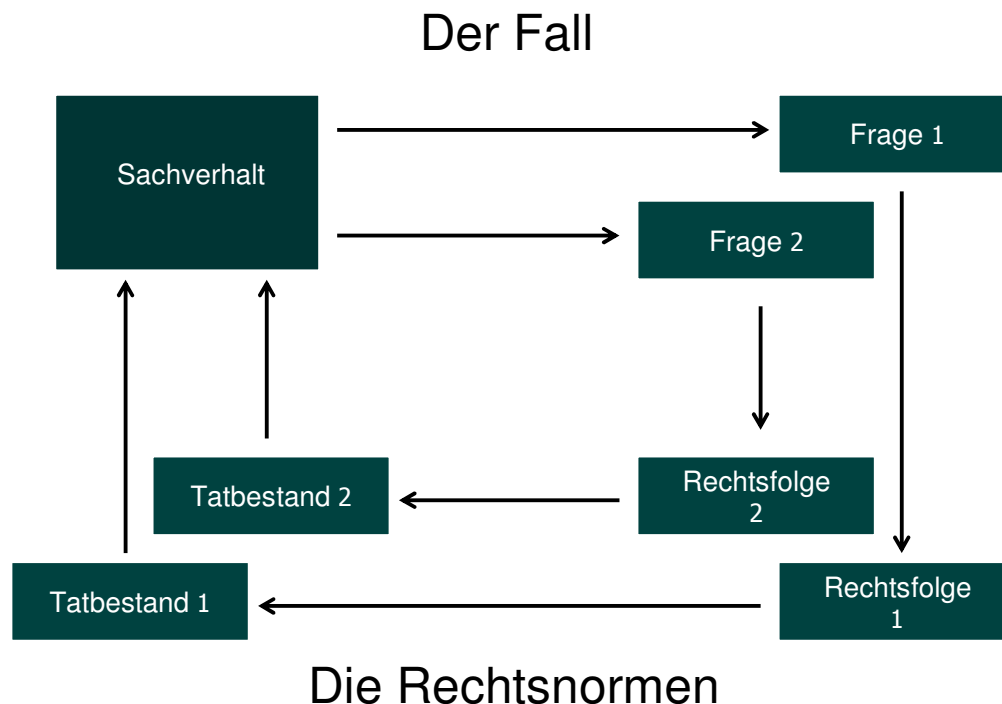 Der Fall
Frage 1
Sachverhalt
Frage 2
Tatbestand 2
Rechtsfolge
2
Tatbestand 1
Rechtsfolge
1
Die Rechtsnormen